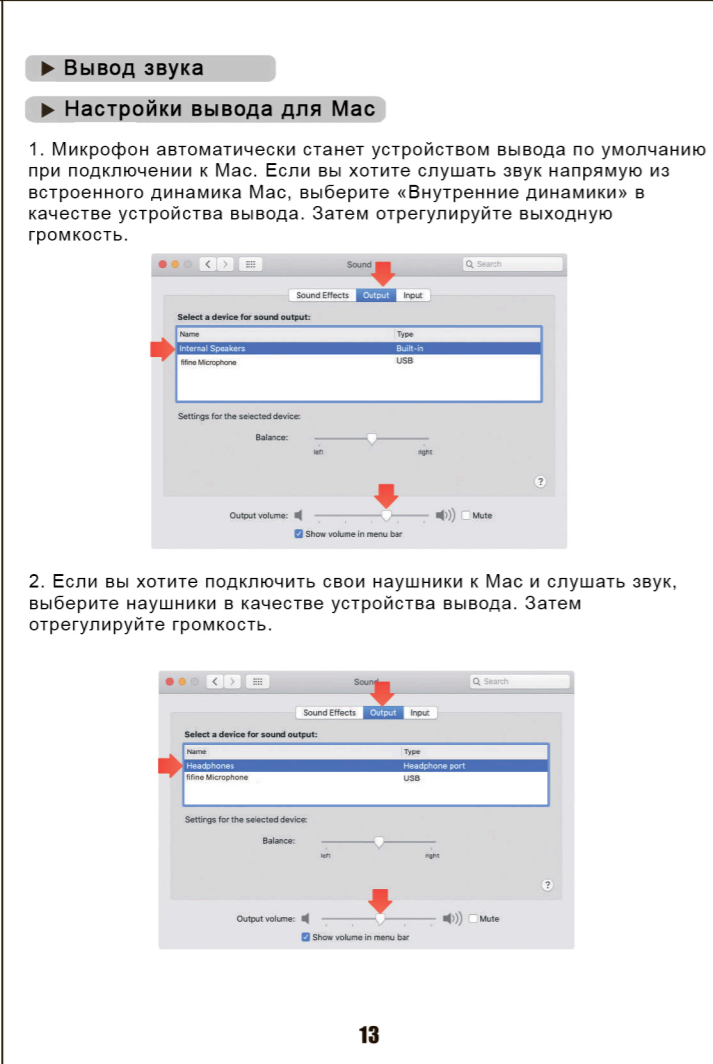 ▶ Вывод звука
▶ Настройки вывода для Mac
1. Микрофон автоматически станет устройством вывода по умолчанию
при подключении к Mac. Если вы хотите слушать звук напрямую из
встроенного динамика Mac, выберите «Внутренние динамики» в
качестве устройства вывода. Затем отрегулируйте выходную
громкость.
Sound
Search
Sound Effects Output Input
Select a device for sound output:
Name Type
Internal Speakers Built-in
fifine Microphone USB
Settings for the selected device:
Balance:
left right
?
Output volume: Mute
Show volume in menu bar
2. Если вы хотите подключить свои наушники к Mac и слушать звук,
выберите наушники в качестве устройства вывода. Затем
отрегулируйте громкость.
Sound
Search
Sound Effects Output Input
Select a device for sound output:
Name Type
Headphones Headphone port
fifine Microphone USB
Settings for the selected device:
Balance:
left right
?
Output volume: Mute
Show volume in menu bar
13